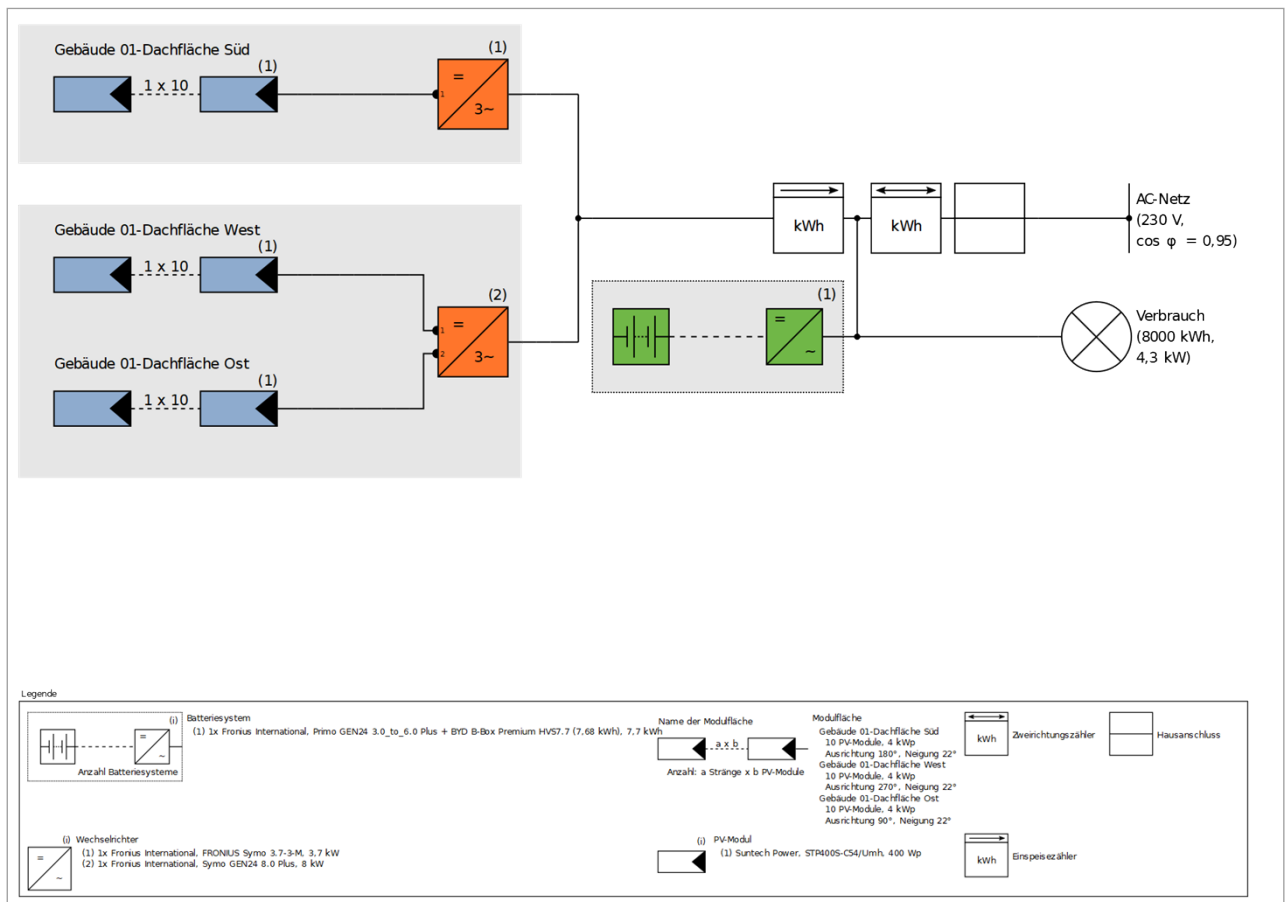 Gebäude 01-Dachfläche Süd
(1)
1 x 10
(1)
=
1
3~
Gebäude 01-Dachfläche West
(1)
1 x 10
(2)
=
1
2
3~
Gebäude 01-Dachfläche Ost
(1)
1 x 10
kWh
kWh
AC-Netz
(230 V,
cos φ = 0,95)
(1)
=
~
Verbrauch
(8000 kWh,
4,3 kW)
Legende
(i)
=
~
Anzahl Batteriesysteme
Batteriesystem
(1) 1x Fronius International, Primo GEN24 3.0_to_6.0 Plus + BYD B-Box Premium HVS7.7 (7,68 kWh), 7,7 kWh
Name der Modulfläche
a x b
Anzahl: a Stränge x b PV-Module
Modulfläche
Gebäude 01-Dachfläche Süd
10 PV-Module, 4 kWp
Ausrichtung 180°, Neigung 22°
Gebäude 01-Dachfläche West
10 PV-Module, 4 kWp
Ausrichtung 270°, Neigung 22°
Gebäude 01-Dachfläche Ost
10 PV-Module, 4 kWp
Ausrichtung 90°, Neigung 22°
kWh
Zweirichtungszähler
Hausanschluss
(i) Wechselrichter
=
~
(1) 1x Fronius International, FRONIUS Symo 3.7-3-M, 3,7 kW
(2) 1x Fronius International, Symo GEN24 8.0 Plus, 8 kW
(i) PV-Modul
(1) Suntech Power, STP400S-C54/Umh, 400 Wp
kWh
Einspeisezähler